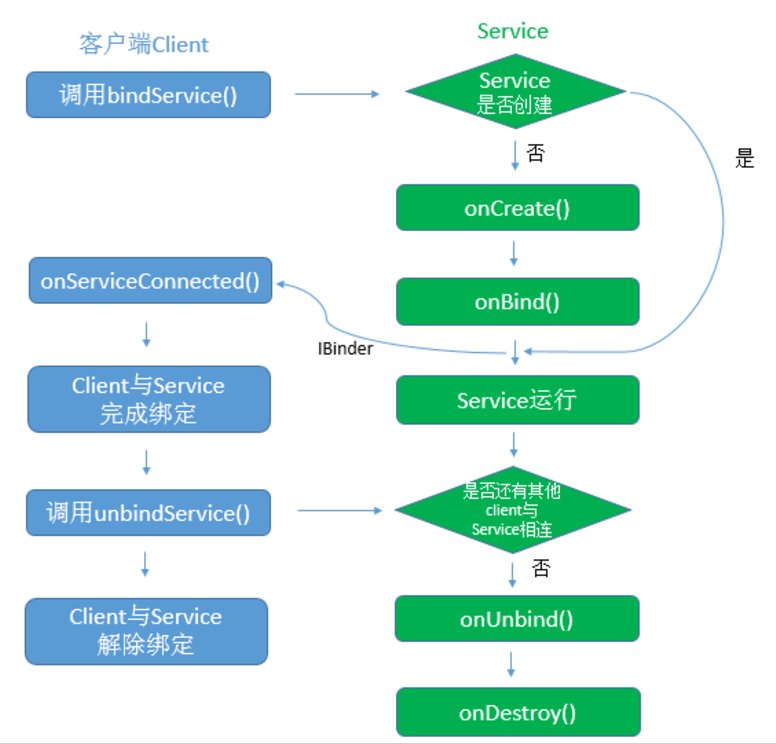 客户端Client
Service
调用bindService()
Service
是否创建
否
是
onCreate()
onServiceConnected()
onBind()
IBinder
Client与Service
完成绑定
Service运行
调用unbindService()
是否还有其他
client与
Service相连
否
Client与Service
解除绑定
onUnbind()
onDestroy()